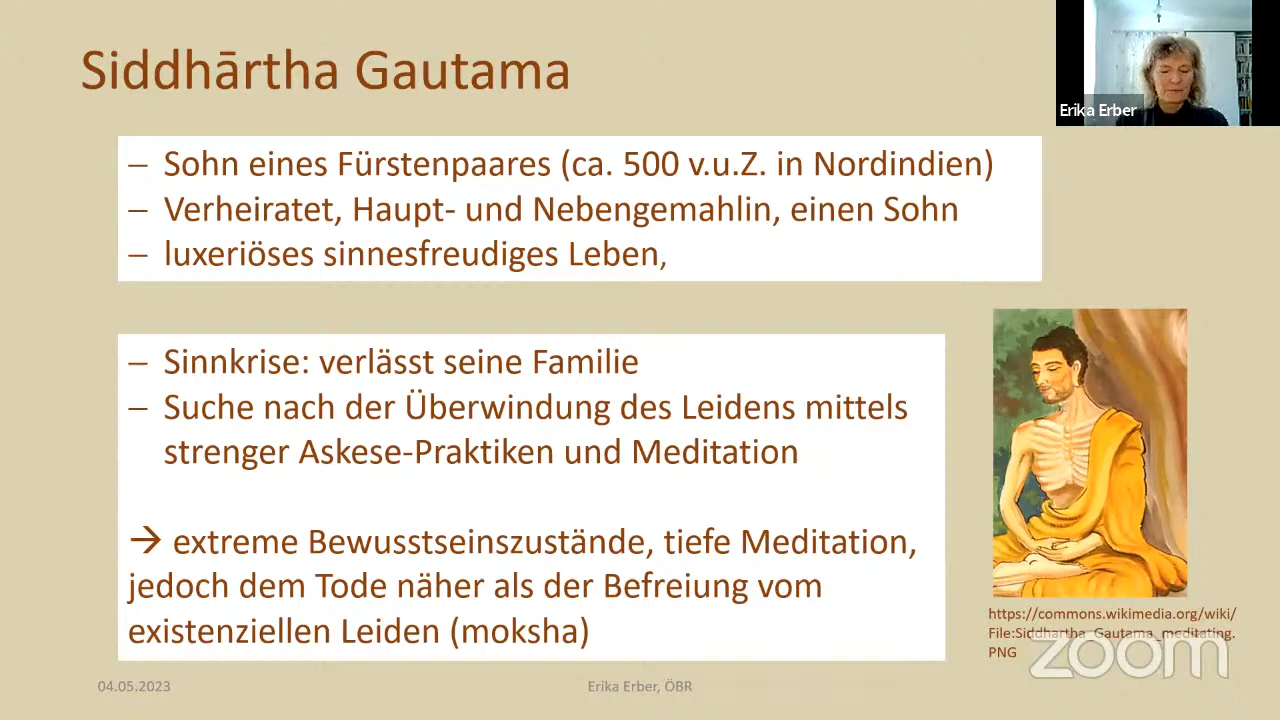 Siddhārtha Gautama
Erika Erber
– Sohn eines Fürstenpaares (ca. 500 v.u.Z. in Nordindien)
– Verheiratet, Haupt- und Nebengemahlin, einen Sohn
– luxeriöses sinnesfreudiges Leben,
– Sinnkrise: verlässt seine Familie
– Suche nach der Überwindung des Leidens mittels
strenger Askese-Praktiken und Meditation
→ extreme Bewusstseinszustände, tiefe Meditation,
jedoch dem Tode näher als der Befreiung vom
existenziellen Leiden (moksha)
https://commons.wikimedia.org/wiki/
File:Siddhartha_Gautama_meditating.
PNG
zoom
04.05.2023
Erika Erber, ÖBR